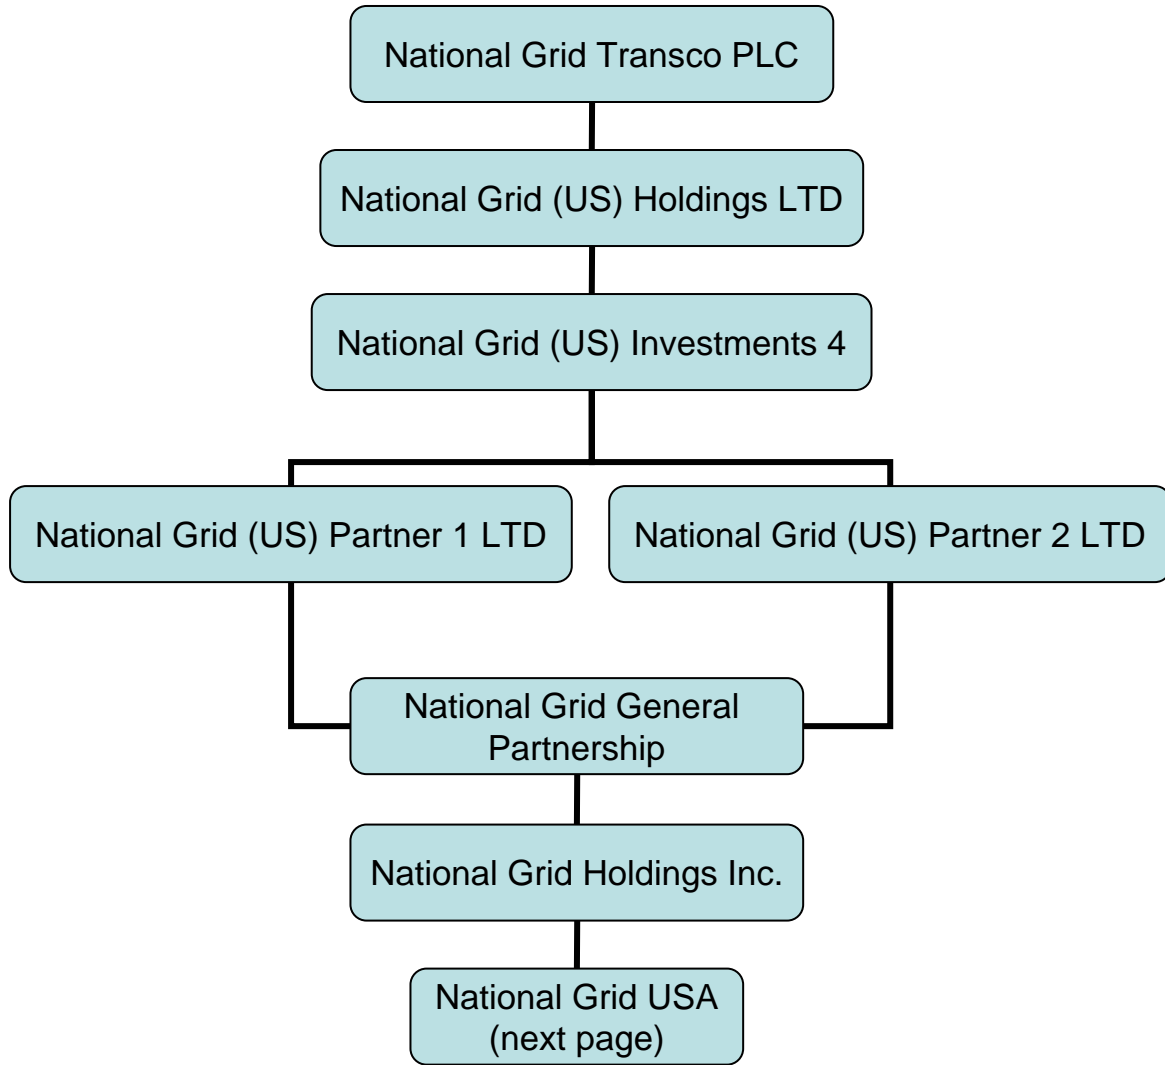 National Grid Transco PLC
National Grid (US) Holdings LTD
National Grid (US) Investments 4
National Grid (US) Partner 1 LTD
National Grid (US) Partner 2 LTD
National Grid General
Partnership
National Grid Holdings Inc.
National Grid USA
(next page)